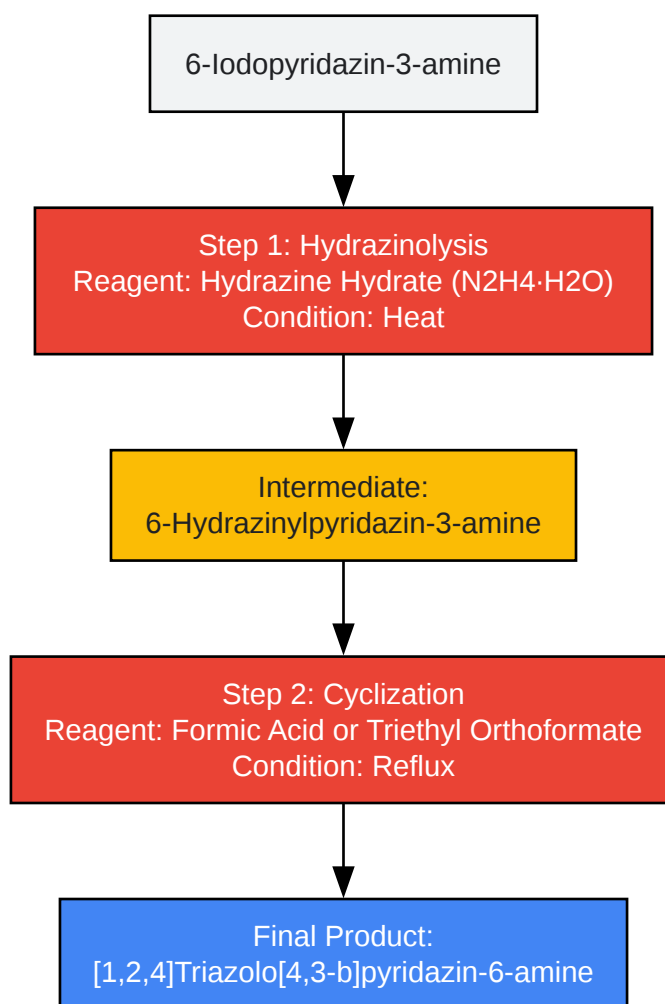 6-Iodopyridazin-3-amine
Step 1: Hydrazinolysis
Reagent: Hydrazine Hydrate (N2H4·H2O)
Condition: Heat
Intermediate:
6-Hydrazinylpyridazin-3-amine
Step 2: Cyclization
Reagent: Formic Acid or Triethyl Orthoformate
Condition: Reflux
Final Product:
[1,2,4]Triazolo[4,3-b]pyridazin-6-amine